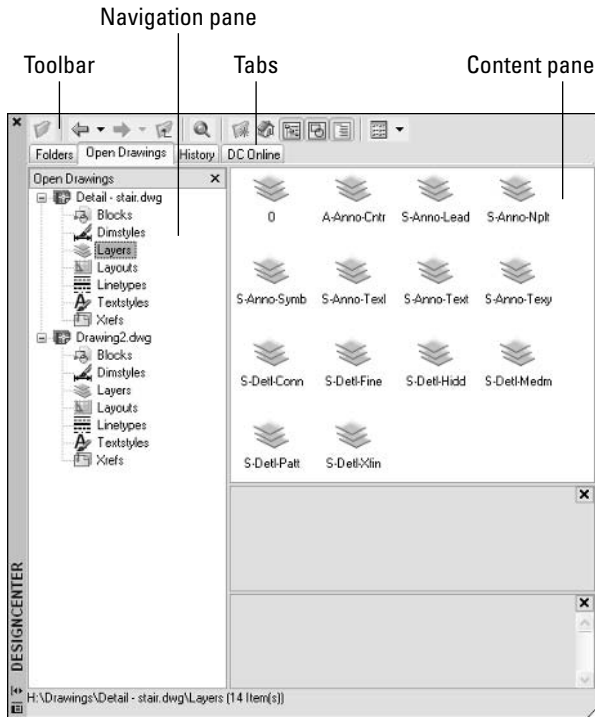 Navigation pane
Toolbar
Tabs
Content pane
Folders
Open Drawings
History
DC Online
Open Drawings
Detail - stair.dwg
Blocks
Dimstyles
Layers
Layouts
Linetypes
Textstyles
Xrefs
Drawing2.dwg
Blocks
Dimstyles
Layers
Layouts
Linetypes
Textstyles
Xrefs
0
A-Anno-Cntr
S-Anno-Lead
S-Anno-Nplt
S-Anno-Symb
S-Anno-Texl
S-Anno-Text
S-Anno-Texy
S-Detl-Conn
S-Detl-Fine
S-Detl-Hidd
S-Detl-Medm
S-Detl-Patt
S-Detl-Xlin
DESIGNCENTER
H:\Drawings\Detail - stair.dwg\Layers (14 Item(s))